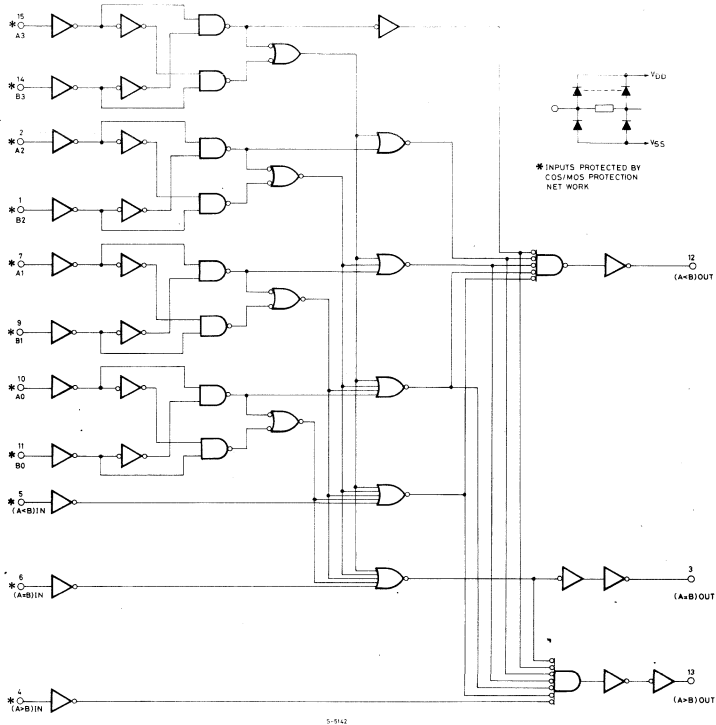 15
A3
14
B3
2
A2
1
B2
7
A1
9
B1
10
A0
11
B0
5
(A<B)IN
6
(A=B)IN
4
(A>B)IN
VDD
VSS
* INPUTS PROTECTED BY
COS/MOS PROTECTION
NET WORK
12
(A<B)OUT
3
(A=B)OUT
13
(A>B)OUT
S-5142